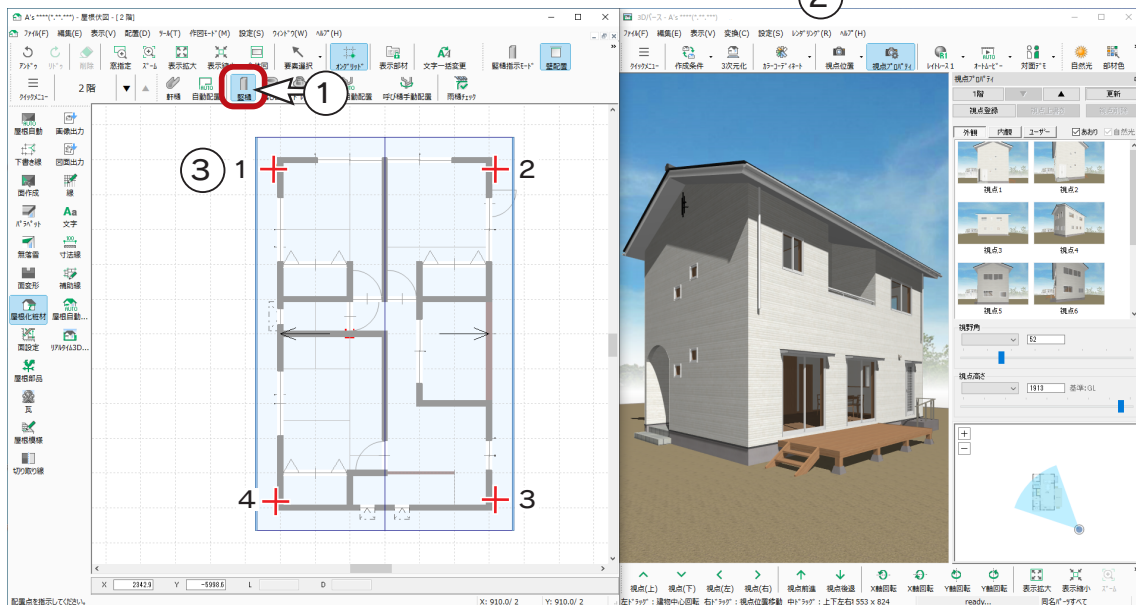 ②
A's ****(*.**.***) - 屋根伏図 - [2 階]
ファイル(F) 編集(E) 表示(V) 配置(D) ツール(T) 作図モード(M) 設定(S) ウィンドウ(W) ヘルプ(H)
アンドゥ リドゥ 削除 窓指定 ズーム 表示拡大 要素選択 オングリッド 表示部材 文字一括変更 竪樋指示モード 壁配置
クイックメニュー 2 階 軒樋 自動配置 竪樋 呼び樋手動配置 雨樋チェック
①
屋根自動 画像出力
下書き線 図面出力
面作成 線
パラペット 文字
無落雪 寸法線
面変形 補助線
屋根化粧材 屋根自動...
面設定 リアルタイム3D...
屋根部品
瓦
屋根模様
切り取り線
③ 1 2
4 3
X 2342.9 Y -5998.6 L D
配置点を指示してください。 X: 910.0/ 2 Y: 910.0/ 2
3Dパース - A's ****(*.**.***)
ファイル(F) 編集(E) 表示(V) 変換(C) 設定(S) レンダリング(R) ヘルプ(H)
クイックメニュー 作成条件 3次元化 カラーコーディネート 視点位置 視点プロパティ レイトレース1 オートムービー 対面デモ 自然光 部材色
視点プロパティ
1階 ▼ ▲ 更新
視点登録
外観 内観 ユーザー あおり 自然光
視点1 視点2
視点3 視点4
視点5 視点6
視野角
52
視点高さ
1913 基準:GL
視点(上) 視点(下) 視点(左) 視点(右) 視点前進 視点後退 X軸回転 X軸回転 Y軸回転 Y軸回転 表示拡大 表示縮小 ズーム
左ドラッグ:建物中心回転 右ドラッグ:視点位置移動 中ドラッグ:上下左右 553 x 824 ready... 同名パーツすべて